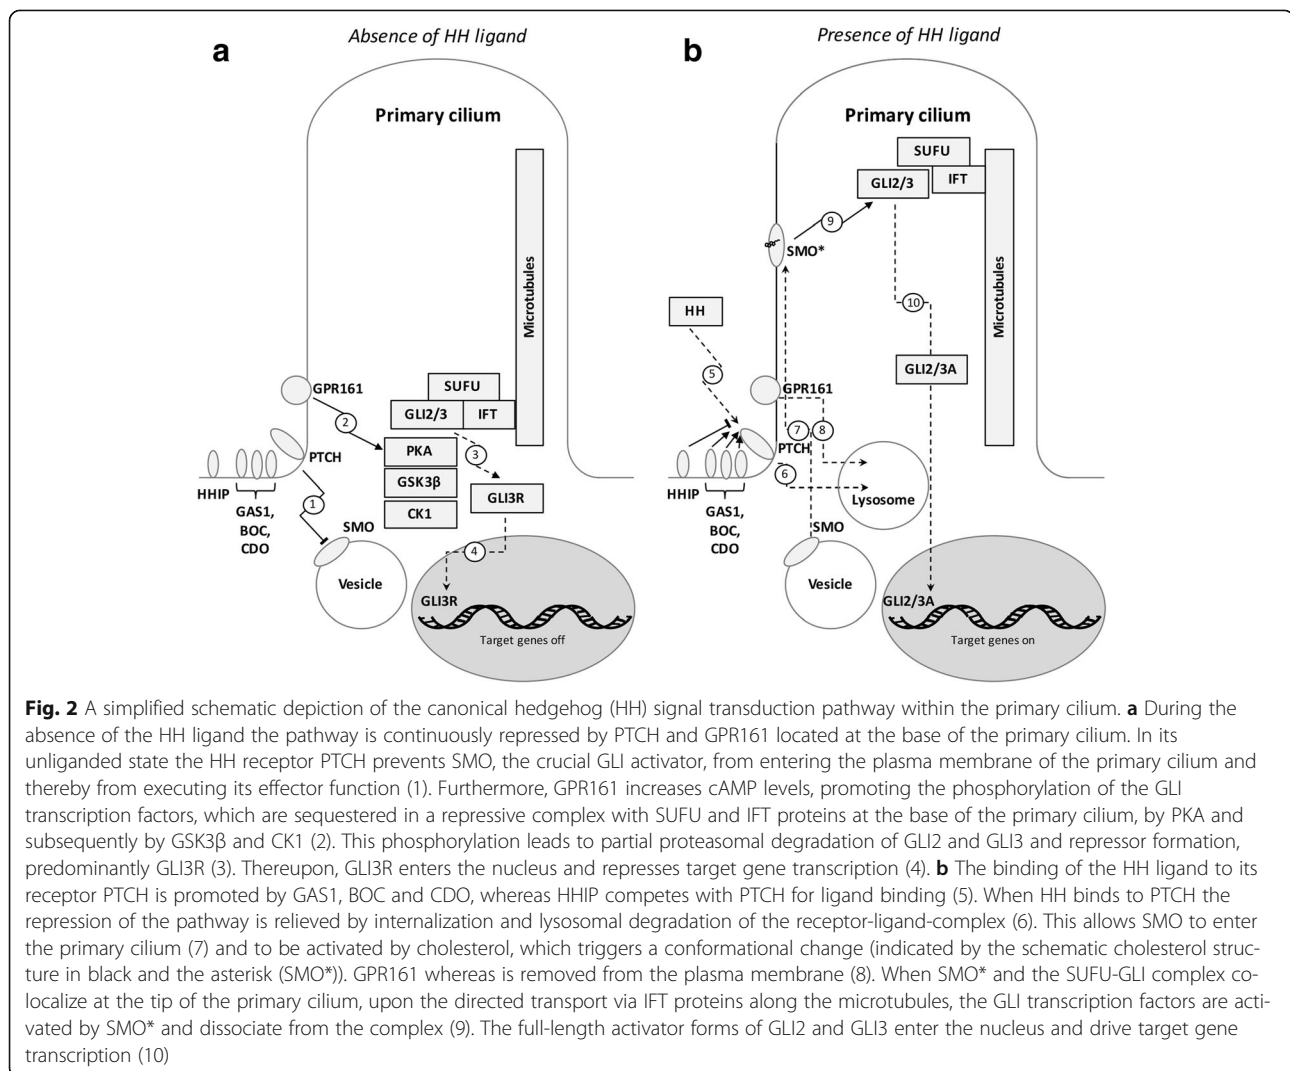 a
Absence of HH ligand
Primary cilium
Microtubules
GPR161
SUFU
GLI2/3
IFT
2
PTCH
PKA
3
GSK3β
GLI3R
HHIP
1
CK1
GAS1,
BOC,
CDO
SMO
4
Vesicle
GLI3R
Target genes off
b
Presence of HH ligand
Primary cilium
SUFU
GLI2/3
IFT
9
SMO*
Microtubules
HH
10
5
GLI2/3A
GPR161
7
8
PTCH
6
Lysosome
HHIP
GAS1,
BOC,
CDO
SMO
Vesicle
GLI2/3A
Target genes on
Fig. 2 A simplified schematic depiction of the canonical hedgehog (HH) signal transduction pathway within the primary cilium. a During the
absence of the HH ligand the pathway is continuously repressed by PTCH and GPR161 located at the base of the primary cilium. In its
unliganded state the HH receptor PTCH prevents SMO, the crucial GLI activator, from entering the plasma membrane of the primary cilium and
thereby from executing its effector function (1). Furthermore, GPR161 increases cAMP levels, promoting the phosphorylation of the GLI
transcription factors, which are sequestered in a repressive complex with SUFU and IFT proteins at the base of the primary cilium, by PKA and
subsequently by GSK3β and CK1 (2). This phosphorylation leads to partial proteasomal degradation of GLI2 and GLI3 and repressor formation,
predominantly GLI3R (3). Thereupon, GLI3R enters the nucleus and represses target gene transcription (4). b The binding of the HH ligand to its
receptor PTCH is promoted by GAS1, BOC and CDO, whereas HHIP competes with PTCH for ligand binding (5). When HH binds to PTCH the
repression of the pathway is relieved by internalization and lysosomal degradation of the receptor-ligand-complex (6). This allows SMO to enter
the primary cilium (7) and to be activated by cholesterol, which triggers a conformational change (indicated by the schematic cholesterol struc-
ture in black and the asterisk (SMO*)). GPR161 whereas is removed from the plasma membrane (8). When SMO* and the SUFU-GLI complex co-
localize at the tip of the primary cilium, upon the directed transport via IFT proteins along the microtubules, the GLI transcription factors are acti-
vated by SMO* and dissociate from the complex (9). The full-length activator forms of GLI2 and GLI3 enter the nucleus and drive target gene
transcription (10)